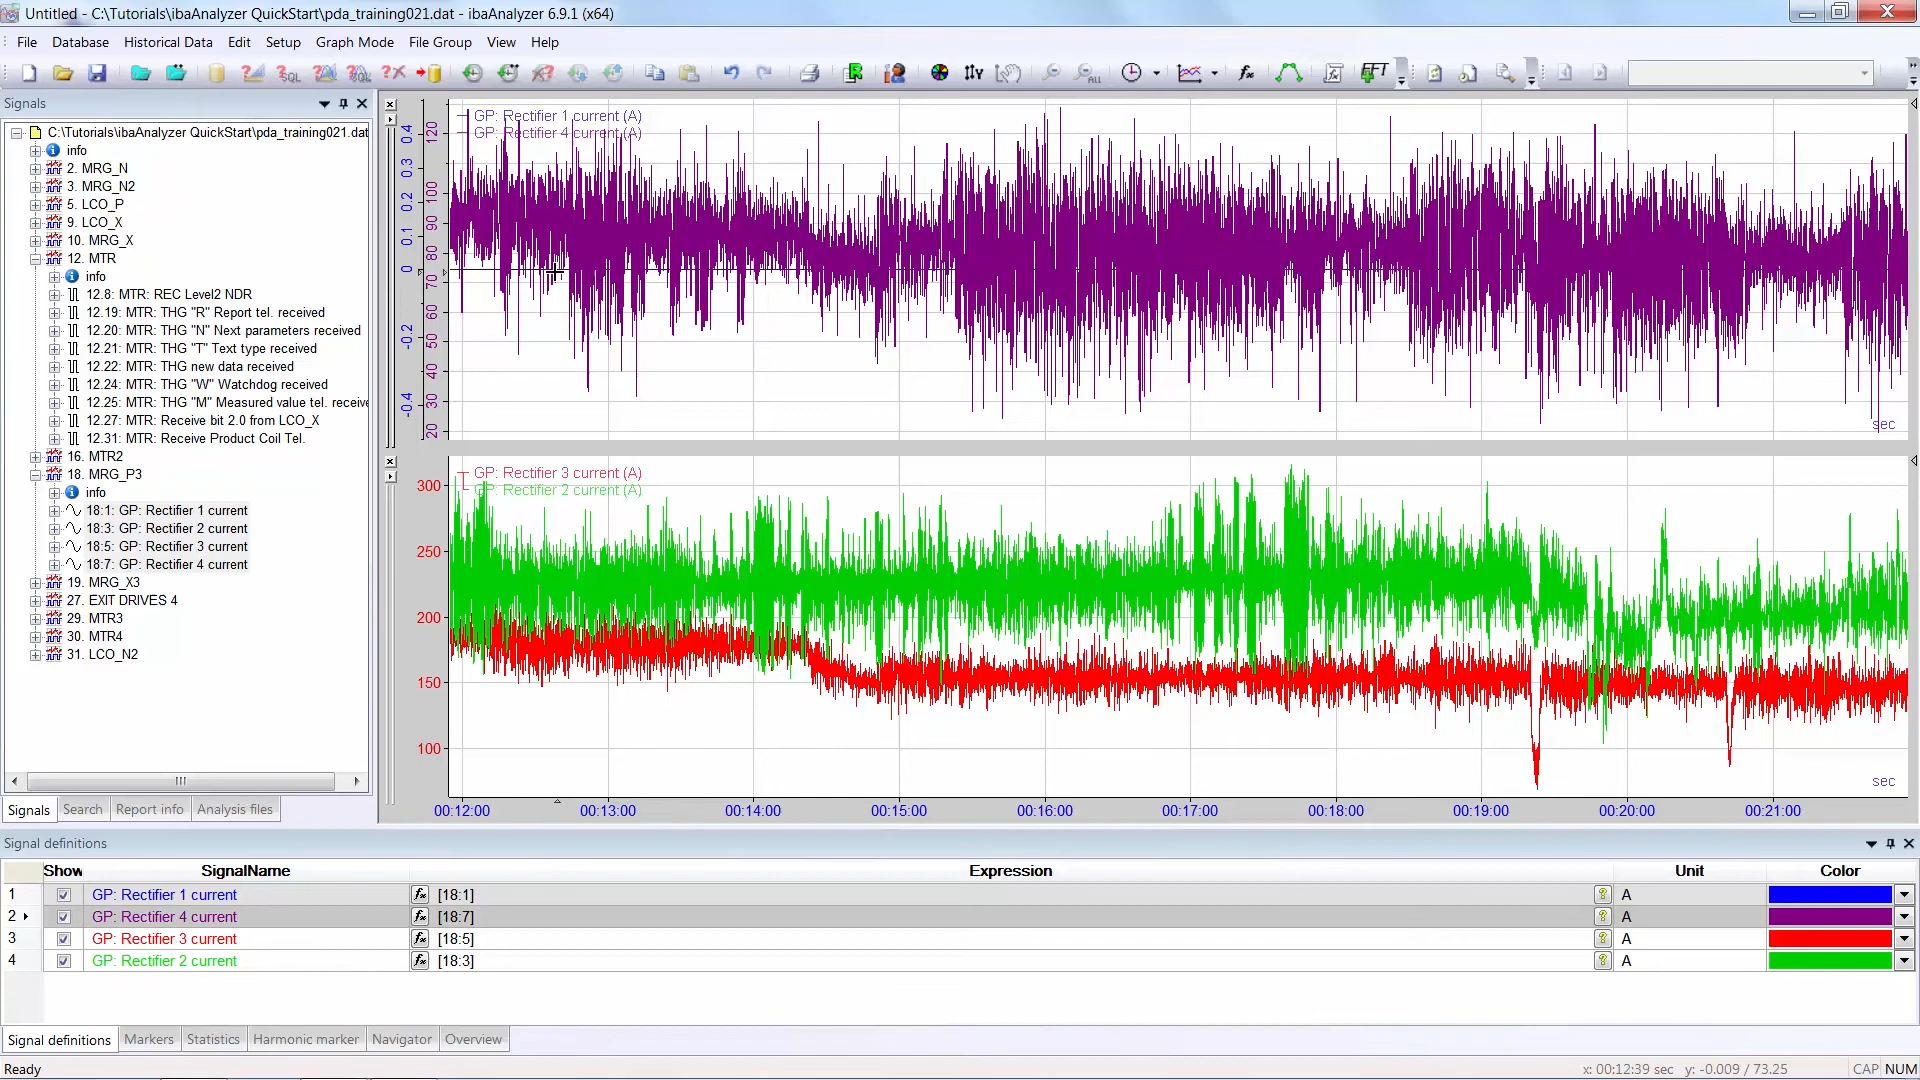 Untitled - C:\Tutorials\ibaAnalyzer QuickStart\pda_training021.dat - ibaAnalyzer 6.9.1 (x64)
File Database Historical Data Edit Setup Graph Mode File Group View Help
Signals
C:\Tutorials\ibaAnalyzer QuickStart\pda_training021.dat
info
2. MRG_N
3. MRG_N2
5. LCO_P
9. LCO_X
10. MRG_X
12. MTR
info
12.8: MTR: REC Level2 NDR
12.19: MTR: THG "R" Report tel. received
12.20: MTR: THG "N" Next parameters received
12.21: MTR: THG "T" Text type received
12.22: MTR: THG new data received
12.24: MTR: THG "W" Watchdog received
12.25: MTR: THG "M" Measured value tel. receive
12.27: MTR: Receive bit 2.0 from LCO_X
12.31: MTR: Receive Product Coil Tel.
16. MTR2
18. MRG_P3
info
18:1: GP: Rectifier 1 current
18:3: GP: Rectifier 2 current
18:5: GP: Rectifier 3 current
18:7: GP: Rectifier 4 current
19. MRG_X3
27. EXIT DRIVES 4
29. MTR3
30. MTR4
31. LCO_N2
Signals Search Report info Analysis files
SQL SQL ALL FFT
GP: Rectifier 1 current (A)
GP: Rectifier 4 current (A)
0.4 0.3 0.2 0.1 0 -0.2 -0.4
120 100 90 80 70 60 50 40 30 20
sec
GP: Rectifier 3 current (A)
GP: Rectifier 2 current (A)
300
250
200
150
100
sec
00:12:00 00:13:00 00:14:00 00:15:00 00:16:00 00:17:00 00:18:00 00:19:00 00:20:00 00:21:00
Signal definitions
Show SignalName Expression Unit Color
1 GP: Rectifier 1 current fx [18:1] ? A
2 GP: Rectifier 4 current fx [18:7] ? A
3 GP: Rectifier 3 current fx [18:5] ? A
4 GP: Rectifier 2 current fx [18:3] ? A
Signal definitions Markers Statistics Harmonic marker Navigator Overview
Ready x: 00:12:39 sec y: -0.009 / 73.25 CAP NUM